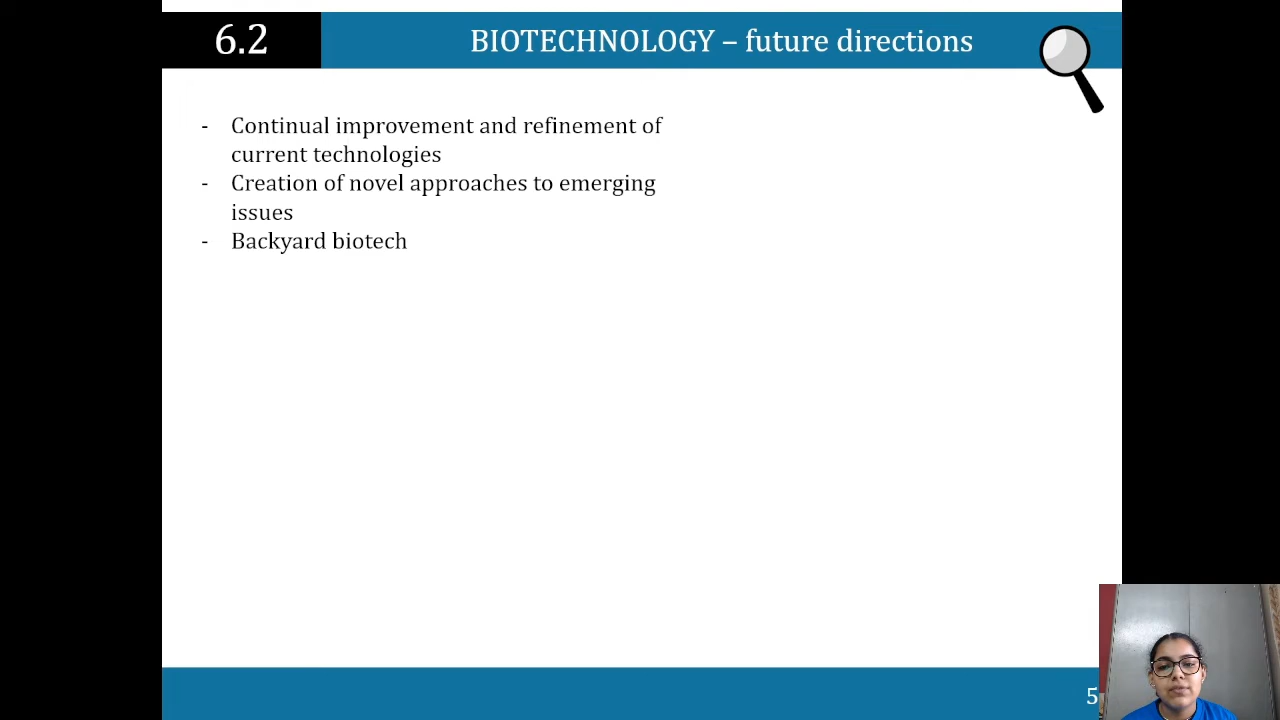 6.2
BIOTECHNOLOGY – future directions
- Continual improvement and refinement of
current technologies
- Creation of novel approaches to emerging
issues
- Backyard biotech
5